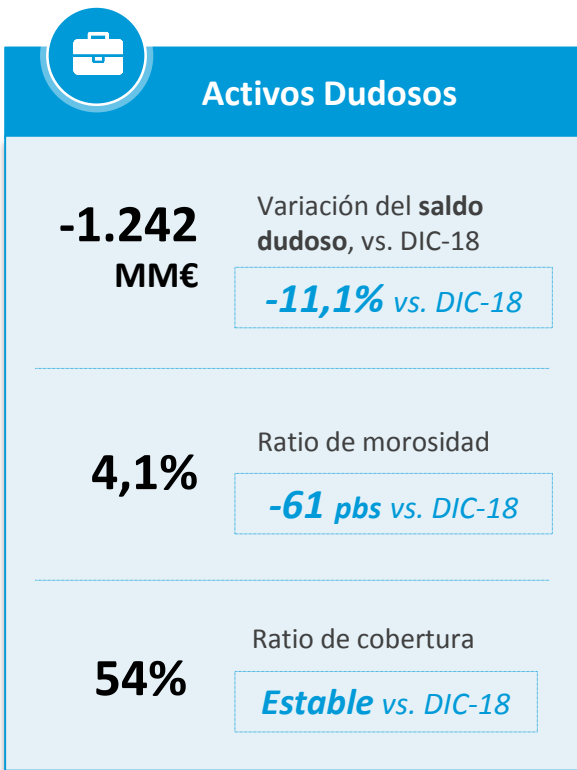 Activos Dudosos
-1.242
MM€
Variación del saldo
dudoso, vs. DIC-18
-11,1% vs. DIC-18
4,1%
Ratio de morosidad
-61 pbs vs. DIC-18
54%
Ratio de cobertura
Estable vs. DIC-18